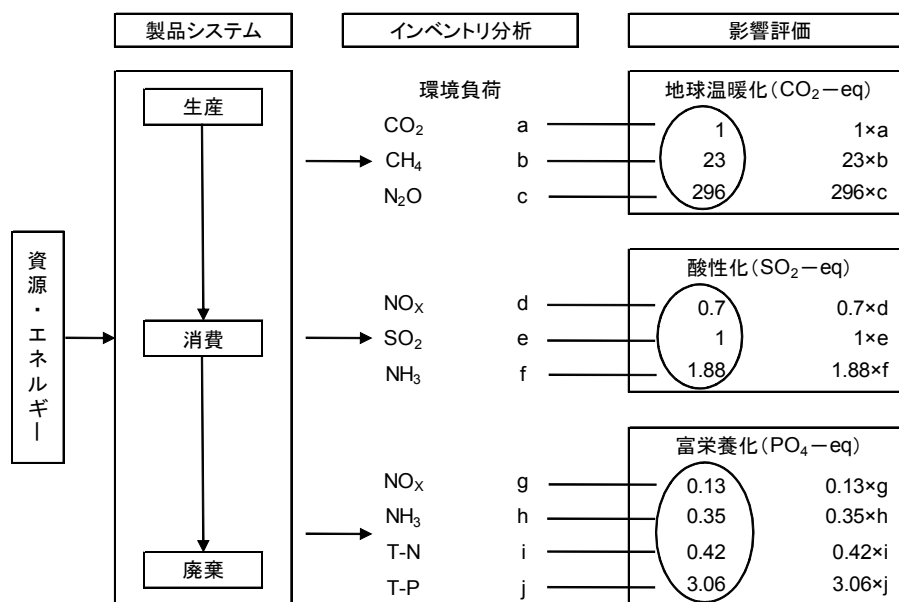 製品システム
インベントリ分析
影響評価
資源・エネルギー
生産
消費
廃棄
環境負荷
CO₂ a
CH₄ b
N₂O c
NOX d
SO₂ e
NH₃ f
NOX g
NH₃ h
T-N i
T-P j
地球温暖化(CO₂－eq)
1 1×a
23 23×b
296 296×c
酸性化(SO₂－eq)
0.7 0.7×d
1 1×e
1.88 1.88×f
富栄養化(PO₄－eq)
0.13 0.13×g
0.35 0.35×h
0.42 0.42×i
3.06 3.06×j